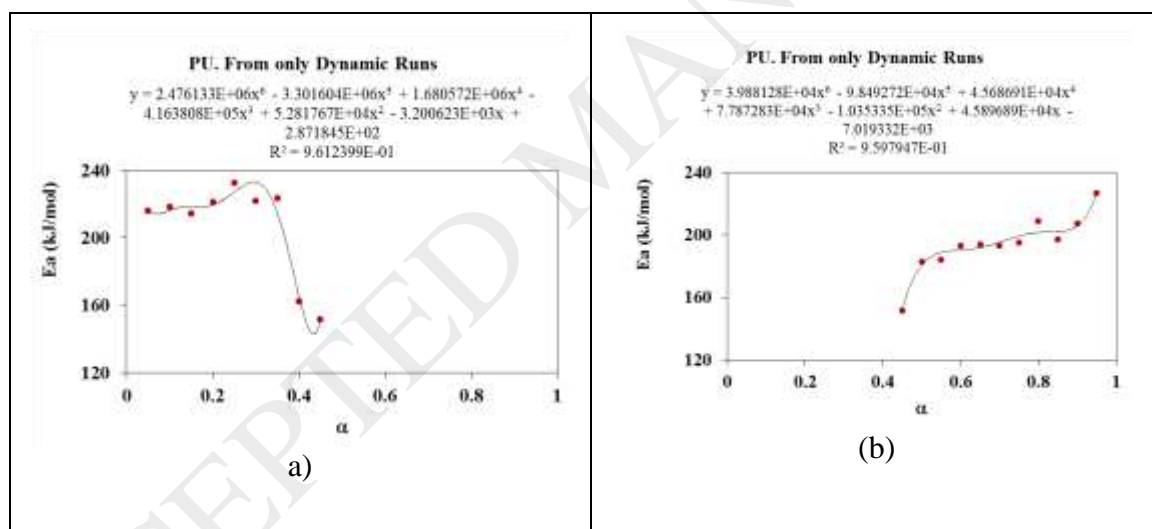 PU. From only Dynamic Runs
y = 2.476133E+06x⁶ - 3.301604E+06x⁵ + 1.680572E+06x⁴ -
4.163808E+05x³ + 5.281767E+04x² - 3.200623E+03x +
2.871845E+02
R² = 9.612399E-01
240
200
160
120
Ea (kJ/mol)
0 0.2 0.4 0.6 0.8 1
α
a)
PU. From only Dynamic Runs
y = 3.988128E+04x⁶ - 9.849272E+04x⁵ + 4.568691E+04x⁴
+ 7.787283E+04x³ - 1.035335E+05x² + 4.589689E+04x -
7.019332E+03
R² = 9.597947E-01
240
200
160
120
Ea (kJ/mol)
0 0.2 0.4 0.6 0.8 1
α
(b)
CEPTED MAN